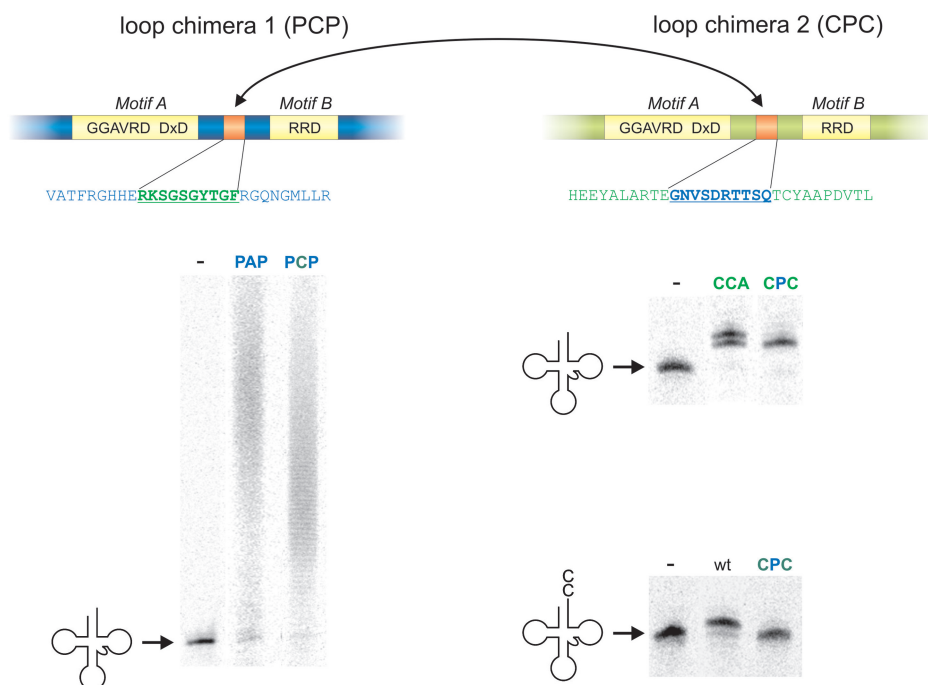 loop chimera 1 (PCP)
loop chimera 2 (CPC)
Motif A
Motif B
GGAVRD DxD
RRD
VATFRGHHERKSGSGYTGFRGQNGMLLR
Motif A
Motif B
GGAVRD DxD
RRD
HEEYALARTEGNVSDRTTSQTCYAAPDVTL
- PAP PCP
- CCA CPC
- wt CPC
C
C